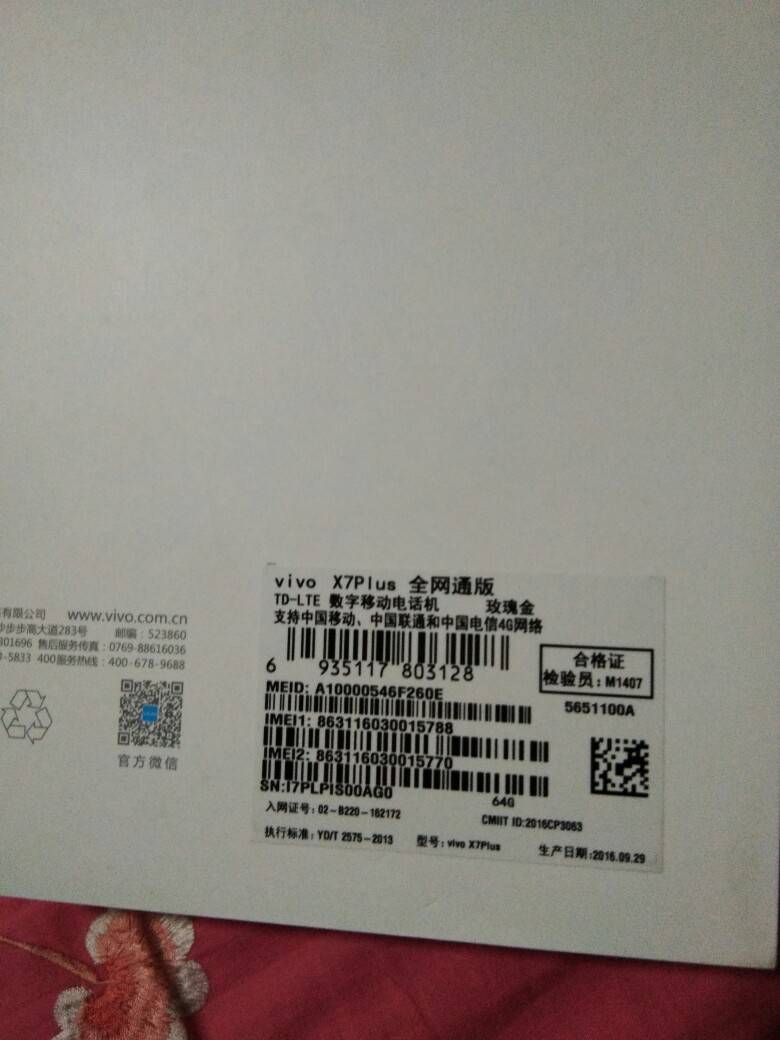 有限公司 www.vivo.com.cn
步步高大道283号 邮编：523860
301696 售后服务传真：0769-88616036
-5833 400服务热线：400-678-9688
官方微信
vivo X7Plus 全网通版
TD-LTE 数字移动电话机 玫瑰金
支持中国移动、中国联通和中国电信4G网络
6 935117 803128
合格证
检验员：M1407
MEID: A10000546F260E
5651100A
IMEI1: 863116030015788
IMEI2: 863116030015770
SN:I7PLPIS00AG0
64G
入网证号：02-B220-162172 CMIIT ID:2016CP3063
执行标准：YD/T 2575-2013 型号：vivo X7Plus 生产日期:2016.09.29